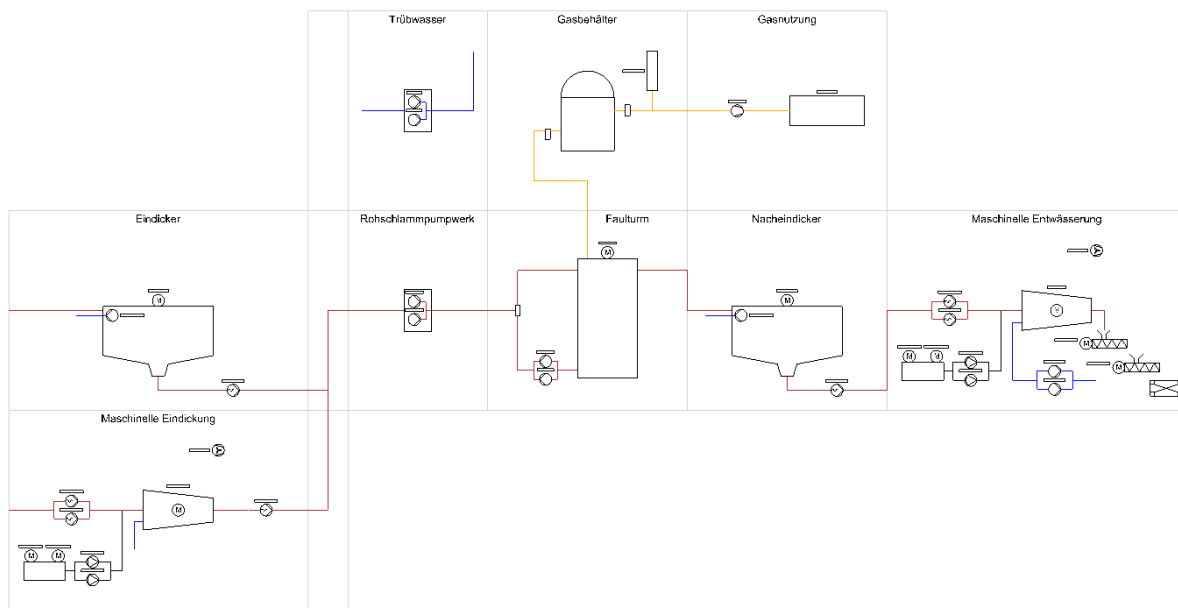 Trübwasser
Gasbehälter
Gasnutzung
Eindicker
Rohschlammpumpwerk
Faulturm
Nacheindicker
Maschinelle Entwässerung
M
M
M
M
M
M
M
M
Maschinelle Eindickung
M
M
M